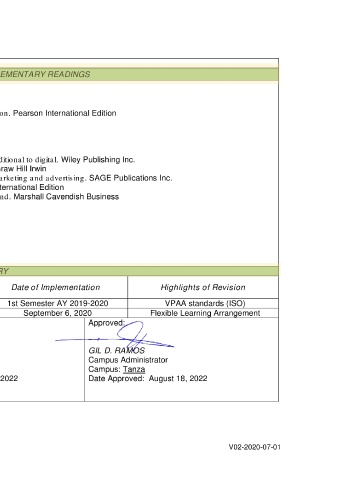 EMENTARY READINGS
on. Pearson International Edition
ditional to digital. Wiley Publishing Inc.
raw Hill Irwin
arketing and advertising. SAGE Publications Inc.
ternational Edition
nd. Marshall Cavendish Business
RY
Date of Implementation Highlights of Revision
1st Semester AY 2019-2020 VPAA standards (ISO)
September 6, 2020 Flexible Learning Arrangement
Approved:
GIL D. RAMOS
Campus Administrator
Campus: Tanza
2022 Date Approved: August 18, 2022
V02-2020-07-01